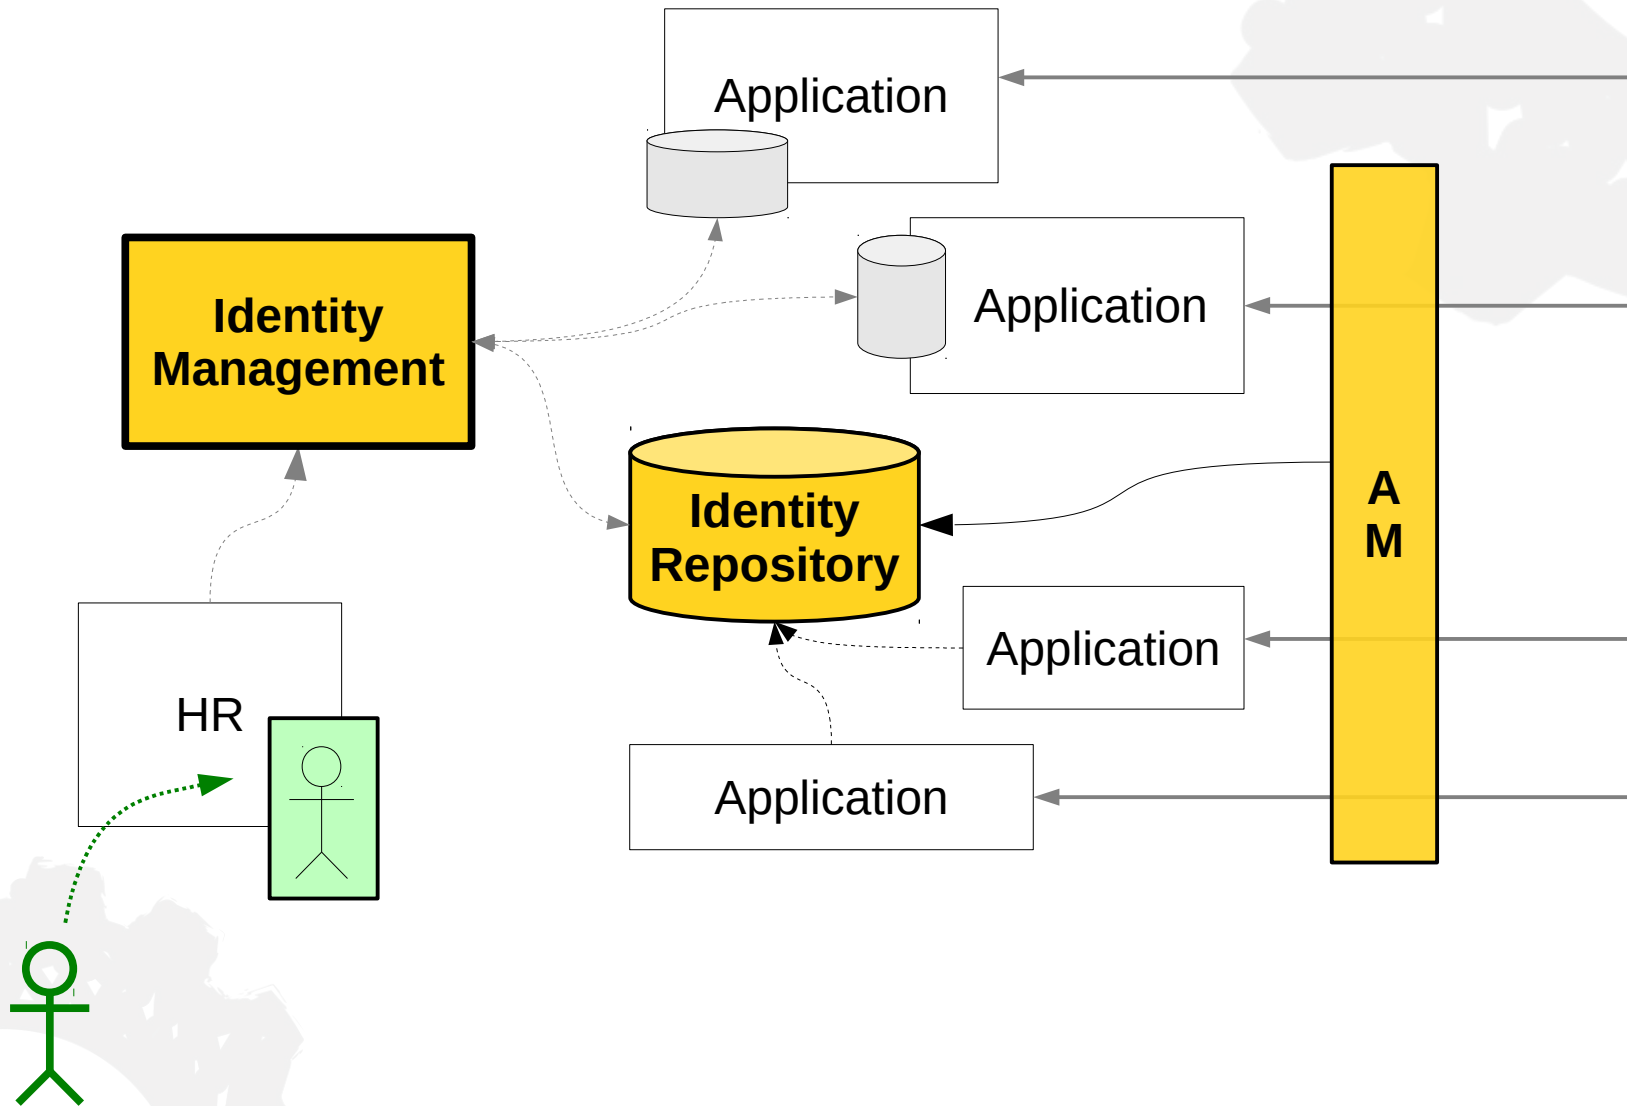 Application
Identity
Management
Application
Identity
Repository
A
M
Application
HR
Application